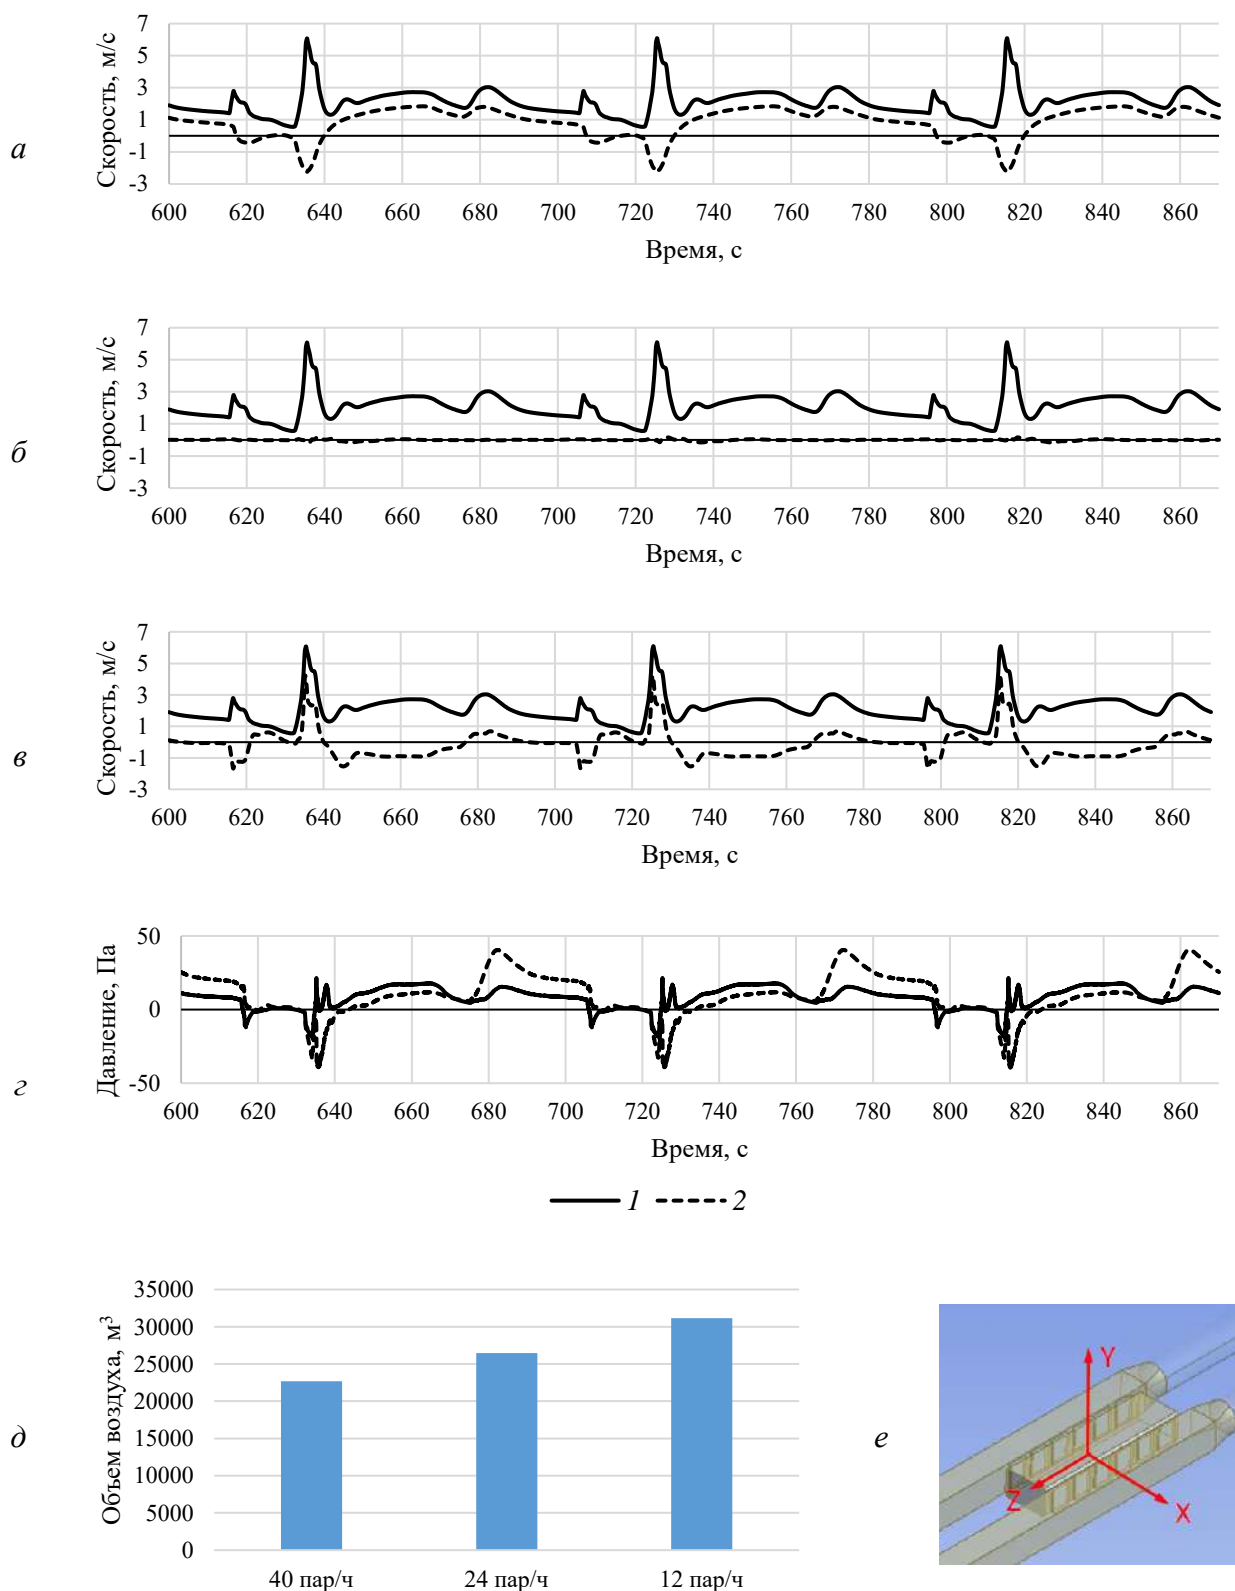 7
5
3
1
-1
-3
Скорость, м/с
а
600 620 640 660 680 700 720 740 760 780 800 820 840 860
Время, с
7
5
3
1
-1
-3
Скорость, м/с
б
600 620 640 660 680 700 720 740 760 780 800 820 840 860
Время, с
7
5
3
1
-1
-3
Скорость, м/с
в
600 620 640 660 680 700 720 740 760 780 800 820 840 860
Время, с
50
0
-50
Давление, Па
г
600 620 640 660 680 700 720 740 760 780 800 820 840 860
Время, с
1 2
35000
30000
25000
20000
15000
10000
5000
0
Объем воздуха, м³
д
40 пар/ч 24 пар/ч 12 пар/ч
е
Y
Z
X